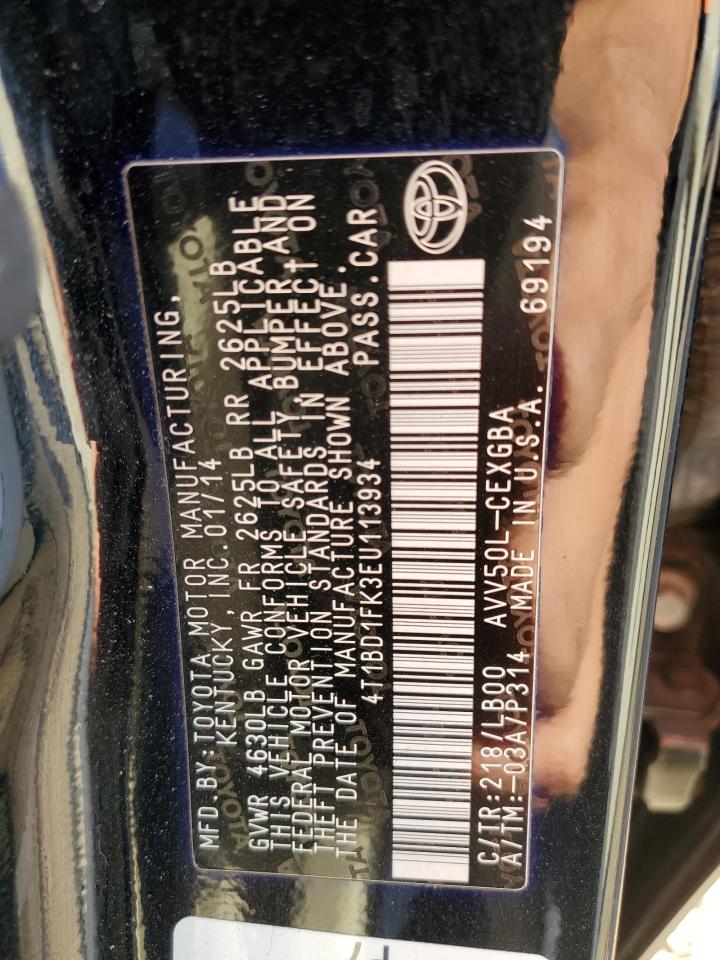 MFD.BY:TOYOTA MOTOR MANUFACTURING,
KENTUCKY,INC.01/14
GVWR 4630LB GAWR FR 2625LB RR 2625LB
THIS VEHICLE CONFORMS TO ALL APPLICABLE
FEDERAL MOTOR VEHICLE SAFETY, BUMPER, AND
THEFT PREVENTION STANDARDS IN EFFECT ON
THE DATE OF MANUFACTURE SHOWN ABOVE.
4T1BD1FK3EU113934 PASS.CAR
C/TR:218/LB00 AVV50L-CEXGBA
A/TM:-03A/P314 MADE IN U.S.A. 69194